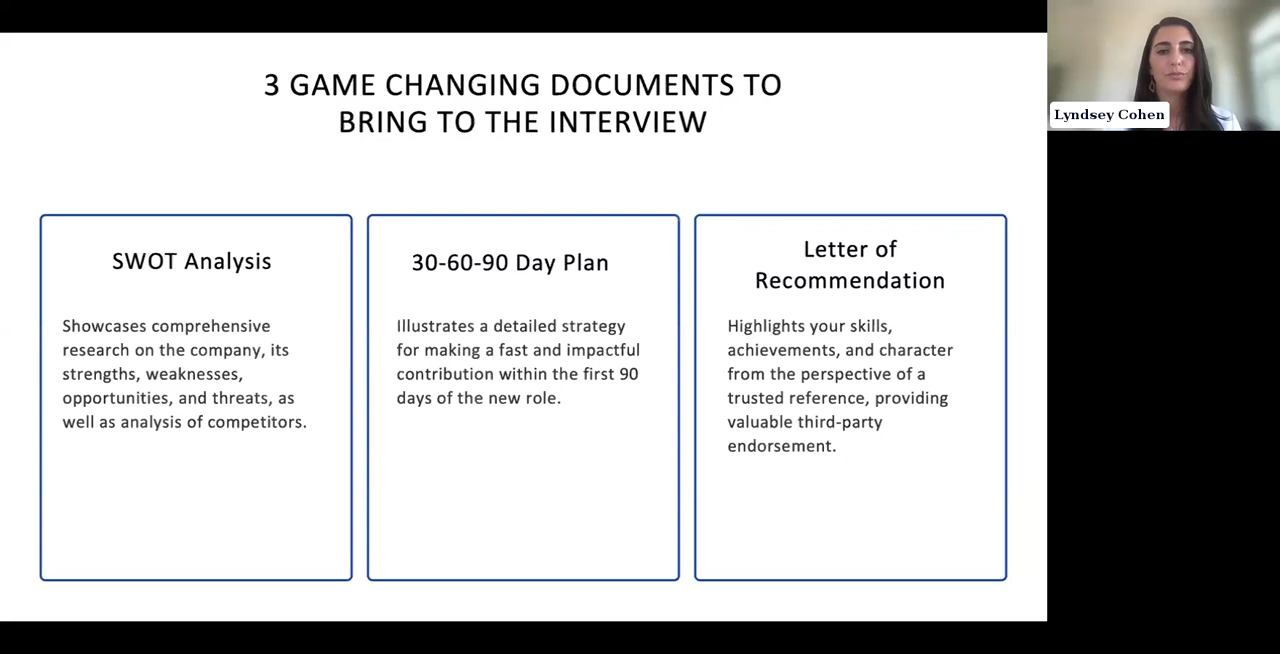 3 GAME CHANGING DOCUMENTS TO
BRING TO THE INTERVIEW
SWOT Analysis
Showcases comprehensive
research on the company, its
strengths, weaknesses,
opportunities, and threats, as
well as analysis of competitors.
30-60-90 Day Plan
Illustrates a detailed strategy
for making a fast and impactful
contribution within the first 90
days of the new role.
Letter of
Recommendation
Highlights your skills,
achievements, and character
from the perspective of a
trusted reference, providing
valuable third-party
endorsement.
Lyndsey Cohen